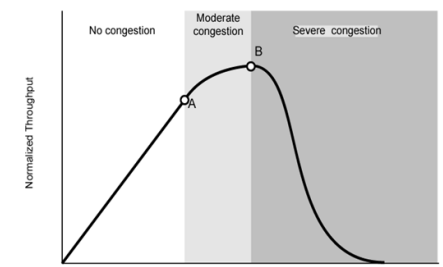 No congestion
Moderate
congestion
Severe congestion
B
A
Normalized Throughput